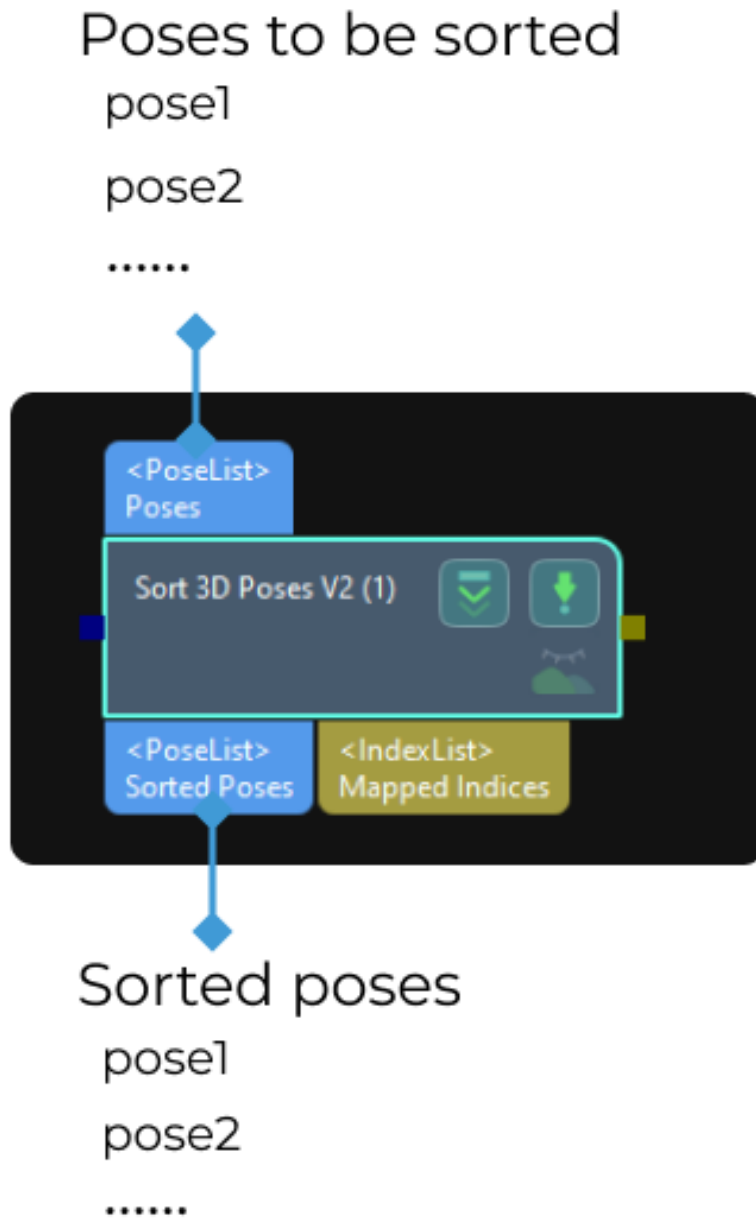 Poses to be sorted
pose1
pose2
......
<PoseList>
Poses
Sort 3D Poses V2 (1)
<PoseList>
Sorted Poses
<IndexList>
Mapped Indices
Sorted poses
pose1
pose2
......